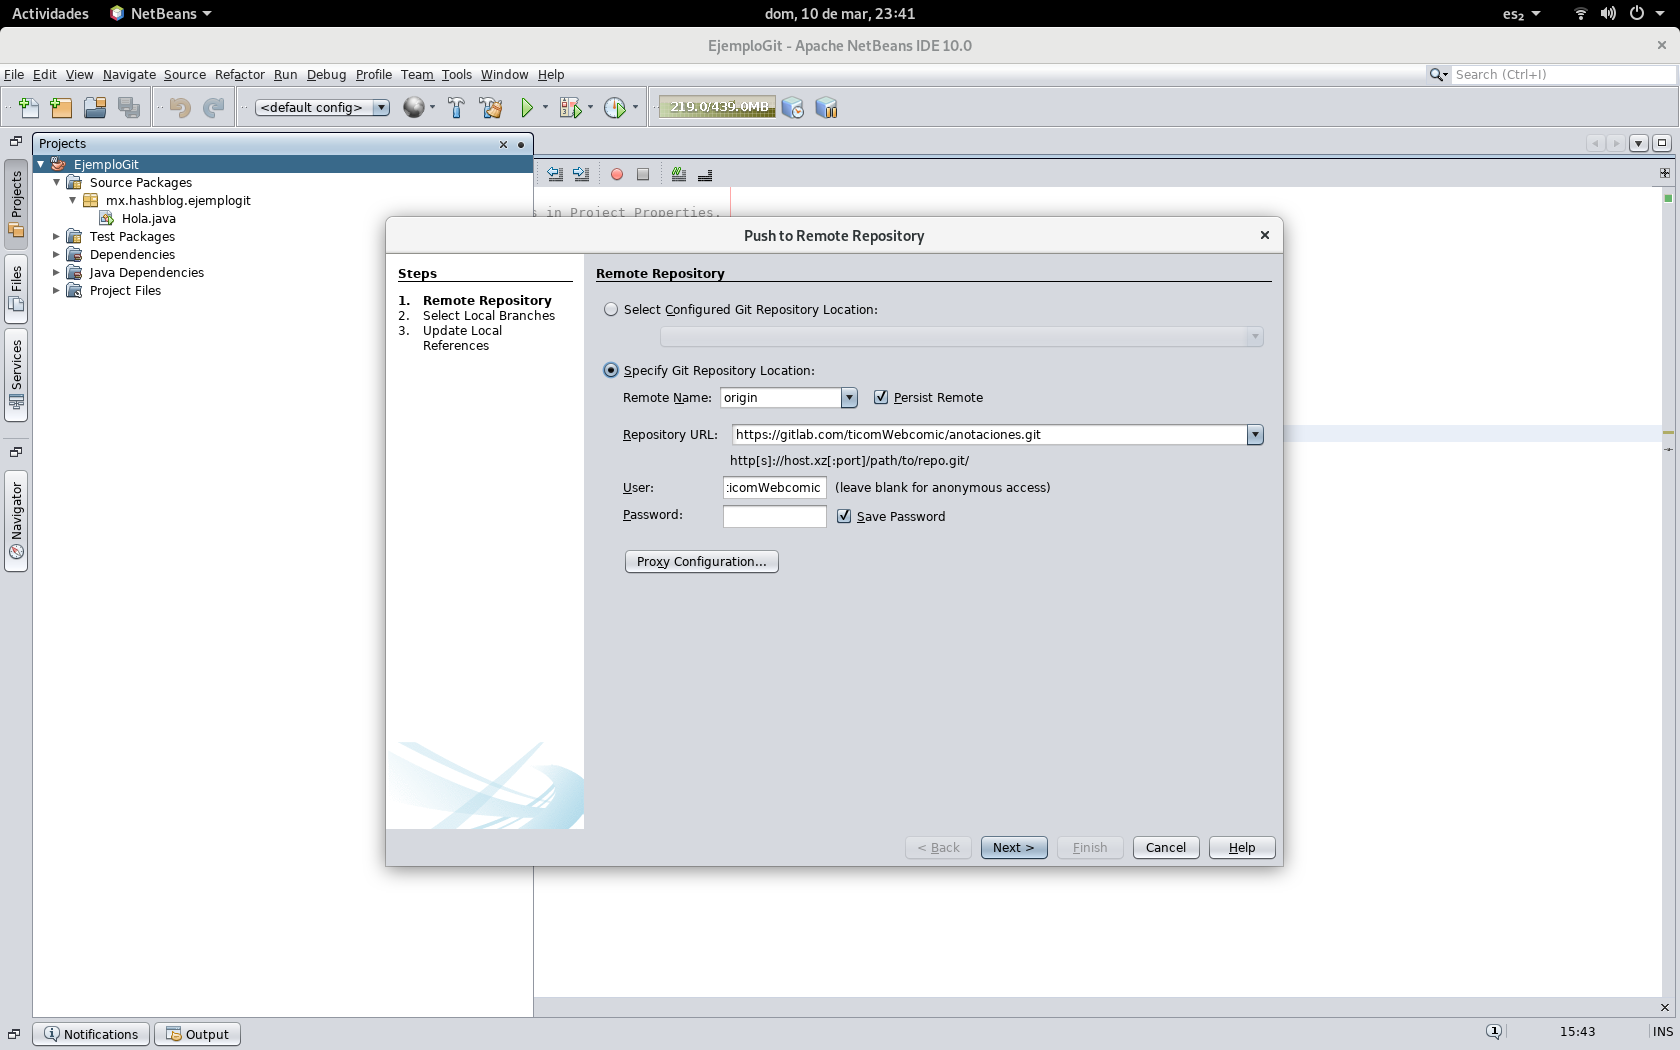 Actividades NetBeans dom, 10 de mar, 23:41 es₂
EjemploGit - Apache NetBeans IDE 10.0
File Edit View Navigate Source Refactor Run Debug Profile Team Tools Window Help Search (Ctrl+I)
<default config> 219.0/439.0MB
Projects
EjemploGit
Source Packages
mx.hashblog.ejemplogit
Hola.java
Test Packages
Dependencies
Java Dependencies
Project Files
Projects
Files
Services
Navigator
s in Project Properties.
Push to Remote Repository
Steps
1. Remote Repository
2. Select Local Branches
3. Update Local
References
Remote Repository
Select Configured Git Repository Location:
Specify Git Repository Location:
Remote Name: origin Persist Remote
Repository URL: https://gitlab.com/ticomWebcomic/anotaciones.git
http[s]://host.xz[:port]/path/to/repo.git/
User: icomWebcomic (leave blank for anonymous access)
Password: Save Password
Proxy Configuration...
< Back Next > Finish Cancel Help
Notifications Output 1 15:43 INS